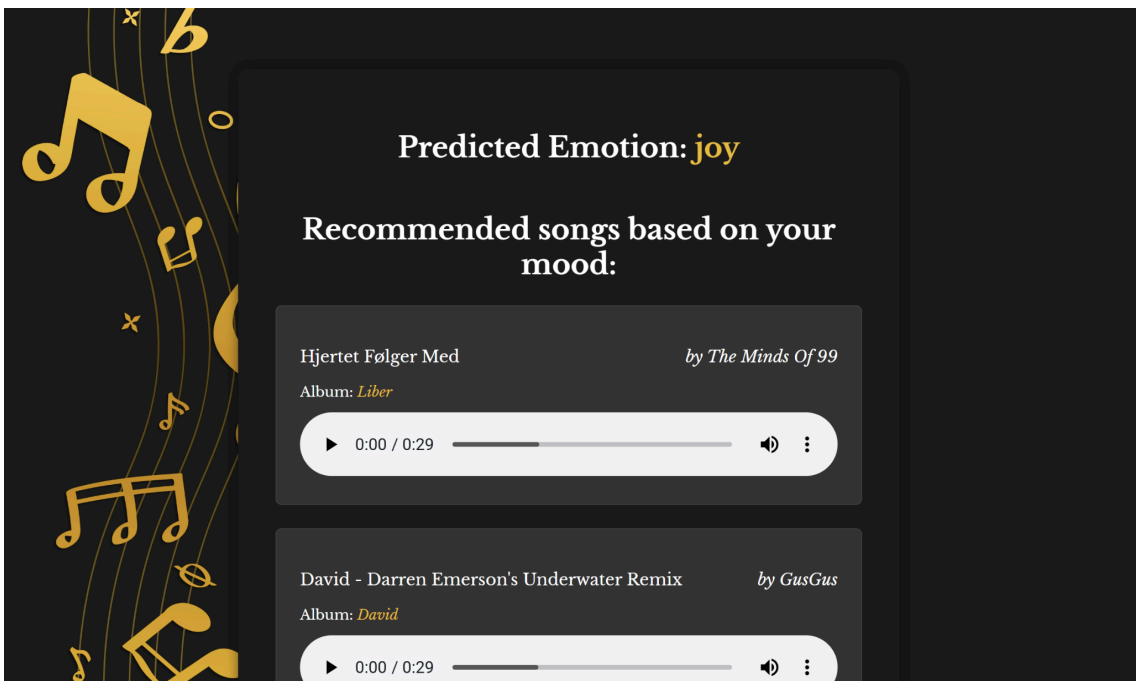 Predicted Emotion: joy
Recommended songs based on your
mood:
Hjertet Følger Med
by The Minds Of 99
Album: Liber
0:00 / 0:29
David - Darren Emerson's Underwater Remix
by GusGus
Album: David
0:00 / 0:29